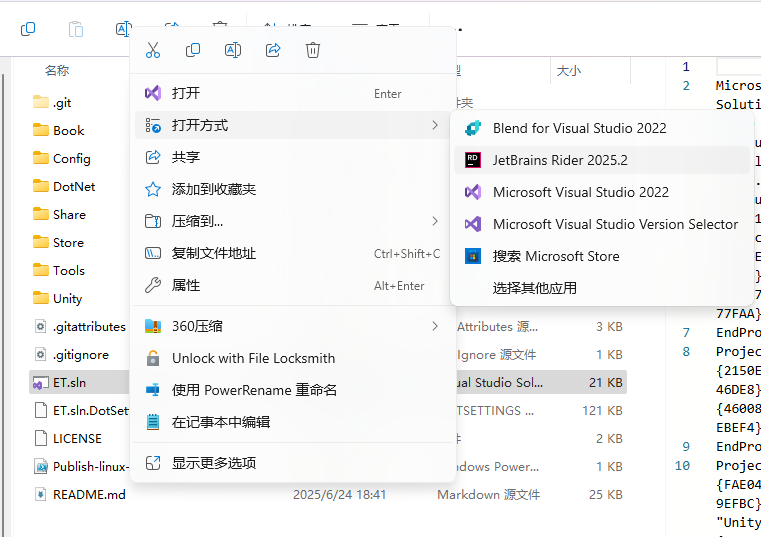 名称
大小
.git
Book
Config
DotNet
Share
Store
Tools
Unity
.gitattributes
.gitignore
ET.sln
ET.sln.DotSet
LICENSE
Publish-linux-
README.md
2025/6/24 18:41
打开 Enter
打开方式
共享
添加到收藏夹
压缩到...
复制文件地址 Ctrl+Shift+C
属性 Alt+Enter
360压缩
Unlock with File Locksmith
使用 PowerRename 重命名
在记事本中编辑
显示更多选项
Blend for Visual Studio 2022
JetBrains Rider 2025.2
Microsoft Visual Studio 2022
Microsoft Visual Studio Version Selector
搜索 Microsoft Store
选择其他应用
型
件夹
Attributes 源... 3 KB
Ignore 源文件 1 KB
ual Studio Sol... 21 KB
TSETTINGS ... 121 KB
件 2 KB
dows Power... 1 KB
Markdown 源文件 25 KB
1
2
Micros
Soluti
77FAA}
7 EndPro
8 Projec
{2150E
46DE8}
{46008
EBEF4}
9 EndPro
10 Projec
{FAE04
9EFBC}
"Unity